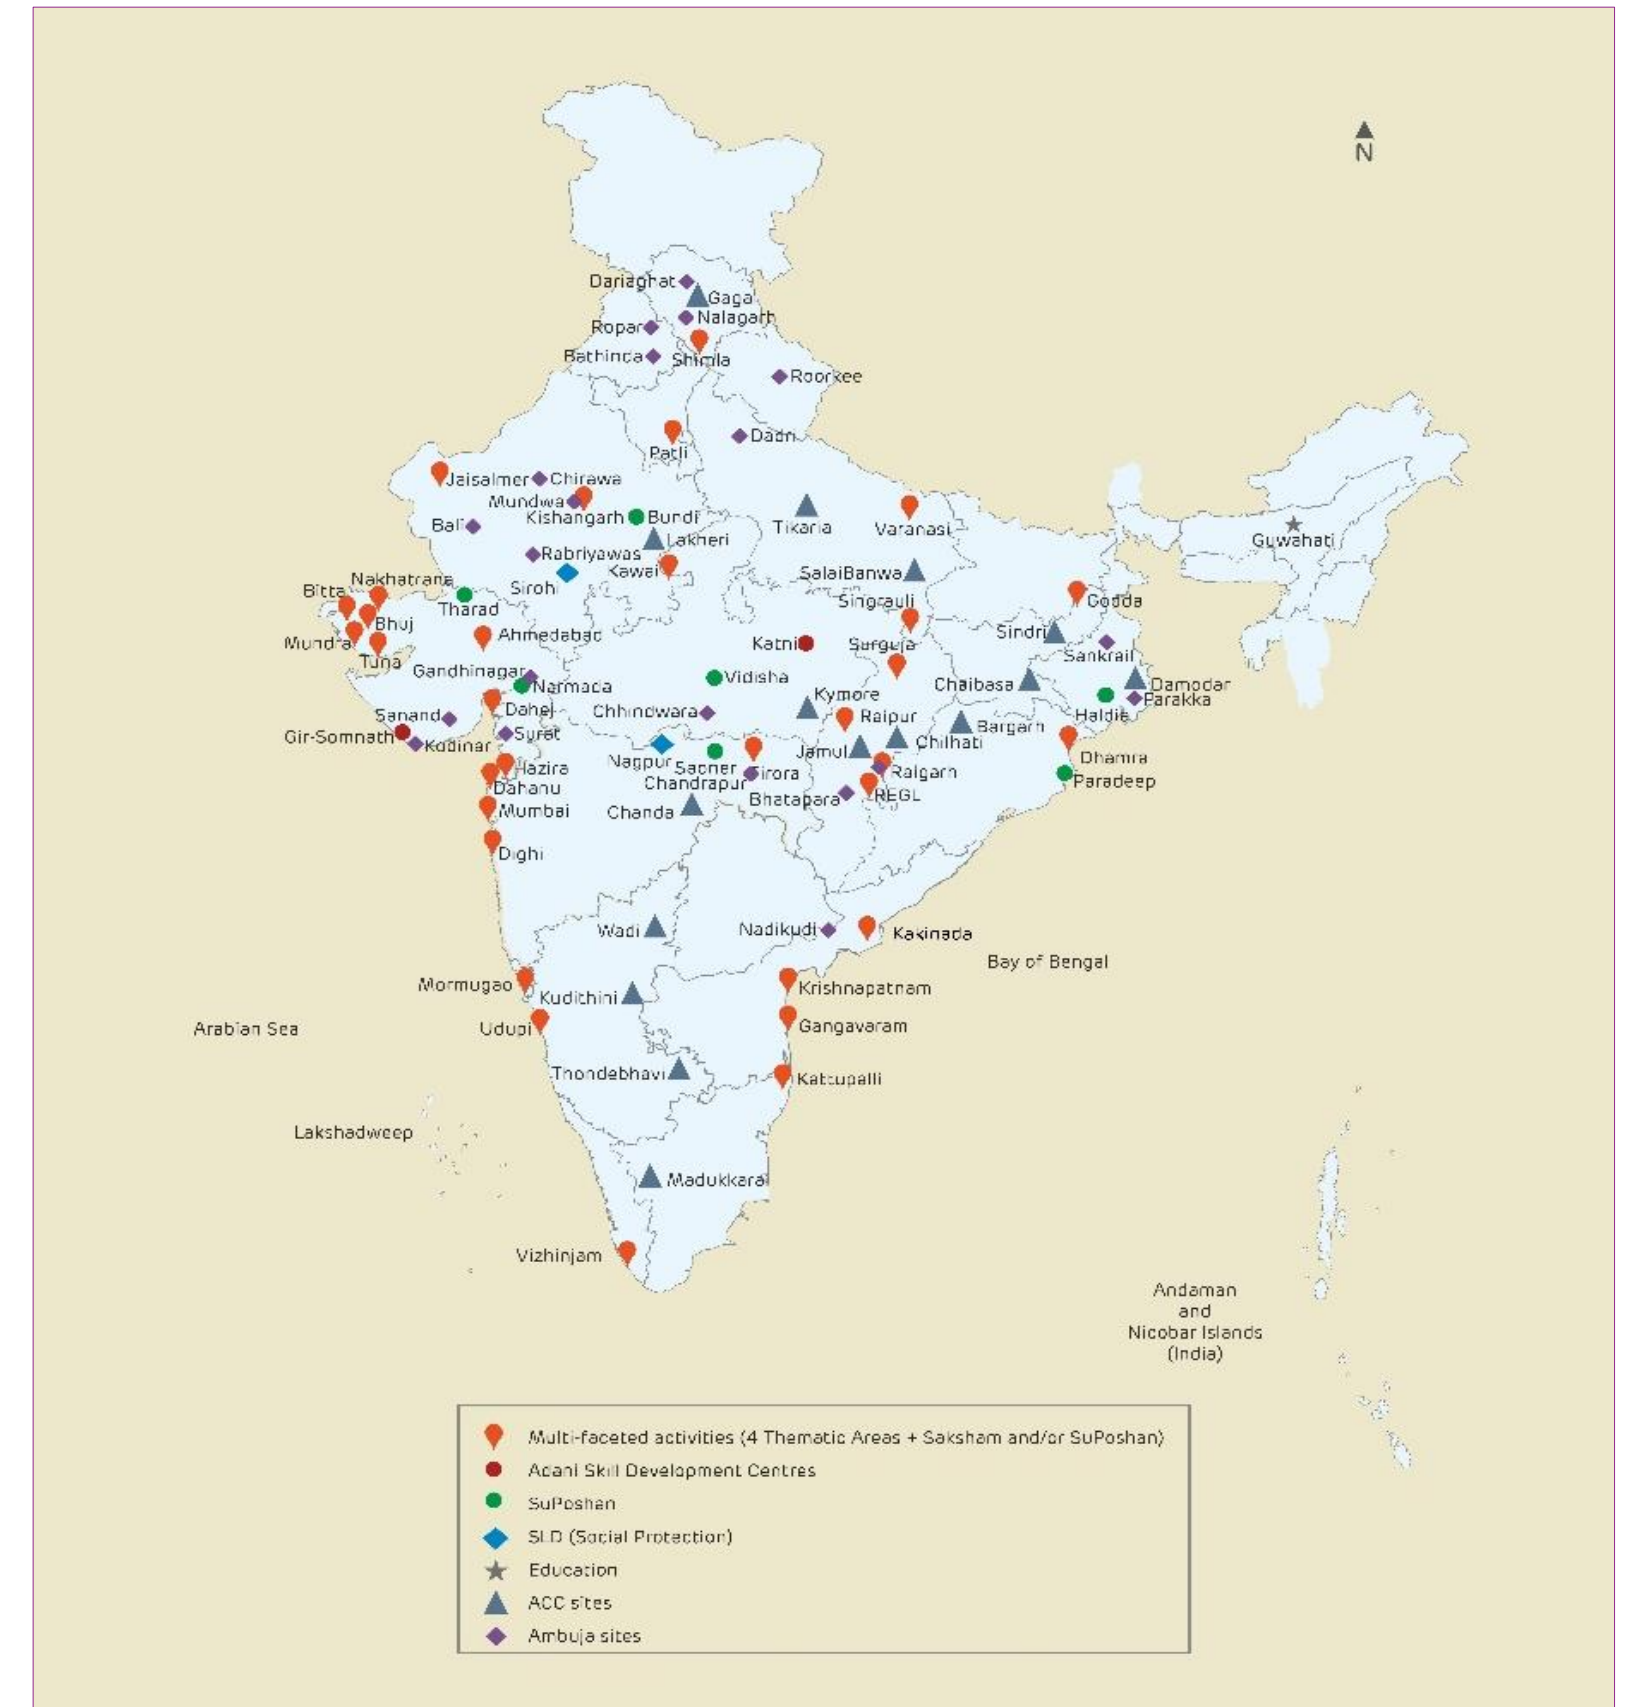 N
Dariaghat
Gagal
Nalagarh
Ropar
Bathinda
Shimla
Roorkee
Dadri
Patli
Jaisalmer
Chirawa
Mundwa
Kishangarh
Bundi
Bali
Lakheri
Tikaria
Varanasi
Guwahati
Rabriyawas
Kawai
SalaiBanwa
Sirohi
Nakhatrana
Bitta
Tharad
Singrauli
Godda
Bhuj
Mundra
Ahmedabad
Tuna
Katni
Surguja
Sindri
Sankrail
Gandhinagar
Narmada
Vidisha
Chaibasa
Damodar
Parakka
Kymore
Dahej
Chhindwara
Haldie
Sanand
Raipur
Bargarh
Gir-Somnath
Kodinar
Surat
Jamul
Chilhati
Dhamra
Nagpur
Saoner
Hazira
Tirora
Raigarh
Paradeep
Chandrapur
Dahanu
Bhatapara
REGL
Mumbai
Chanda
Dighi
Wadi
Nadikudi
Kakinada
Bay of Bengal
Mormugao
Kudithini
Krishnapatnam
Arabian Sea
Udupi
Gangavaram
Thondebhavi
Kattupalli
Lakshadweep
Madukkarai
Vizhinjam
Andaman
and
Nicobar Islands
(India)
Multi-faceted activities (4 Thematic Areas + Saksham and/or SuPoshan)
Adani Skill Development Centres
SuPoshan
SLD (Social Protection)
Education
ACC sites
Ambuja sites